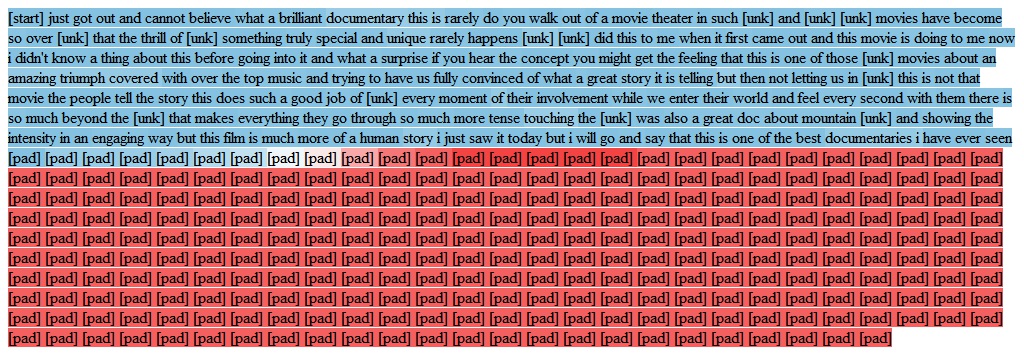 [start] just got out and cannot believe what a brilliant documentary this is rarely do you walk out of a movie theater in such [unk] and [unk] [unk] movies have become
so over [unk] that the thrill of [unk] something truly special and unique rarely happens [unk] [unk] did this to me when it first came out and this movie is doing to me now
i didn't know a thing about this before going into it and what a surprise if you hear the concept you might get the feeling that this is one of those [unk] movies about an
amazing triumph covered with over the top music and trying to have us fully convinced of what a great story it is telling but then not letting us in [unk] this is not that
movie the people tell the story this does such a good job of [unk] every moment of their involvement while we enter their world and feel every second with them there is
so much beyond the [unk] that makes everything they go through so much more tense touching the [unk] was also a great doc about mountain [unk] and showing the
intensity in an engaging way but this film is much more of a human story i just saw it today but i will go and say that this is one of the best documentaries i have ever seen
[pad] [pad] [pad] [pad] [pad] [pad] [pad] [pad] [pad] [pad] [pad] [pad] [pad] [pad] [pad] [pad] [pad] [pad] [pad] [pad] [pad] [pad] [pad] [pad] [pad] [pad] [pad]
[pad] [pad] [pad] [pad] [pad] [pad] [pad] [pad] [pad] [pad] [pad] [pad] [pad] [pad] [pad] [pad] [pad] [pad] [pad] [pad] [pad] [pad] [pad] [pad] [pad] [pad] [pad]
[pad] [pad] [pad] [pad] [pad] [pad] [pad] [pad] [pad] [pad] [pad] [pad] [pad] [pad] [pad] [pad] [pad] [pad] [pad] [pad] [pad] [pad] [pad] [pad] [pad] [pad] [pad]
[pad] [pad] [pad] [pad] [pad] [pad] [pad] [pad] [pad] [pad] [pad] [pad] [pad] [pad] [pad] [pad] [pad] [pad] [pad] [pad] [pad] [pad] [pad] [pad] [pad] [pad] [pad]
[pad] [pad] [pad] [pad] [pad] [pad] [pad] [pad] [pad] [pad] [pad] [pad] [pad] [pad] [pad] [pad] [pad] [pad] [pad] [pad] [pad] [pad] [pad] [pad] [pad] [pad] [pad]
[pad] [pad] [pad] [pad] [pad] [pad] [pad] [pad] [pad] [pad] [pad] [pad] [pad] [pad] [pad] [pad] [pad] [pad] [pad] [pad] [pad] [pad] [pad] [pad] [pad] [pad] [pad]
[pad] [pad] [pad] [pad] [pad] [pad] [pad] [pad] [pad] [pad] [pad] [pad] [pad] [pad] [pad] [pad] [pad] [pad] [pad] [pad] [pad] [pad] [pad] [pad] [pad] [pad] [pad]
[pad] [pad] [pad] [pad] [pad] [pad] [pad] [pad] [pad] [pad] [pad] [pad] [pad] [pad] [pad] [pad] [pad] [pad] [pad] [pad] [pad] [pad] [pad] [pad] [pad] [pad] [pad]
[pad] [pad] [pad] [pad] [pad] [pad] [pad] [pad] [pad] [pad] [pad] [pad] [pad] [pad] [pad] [pad] [pad] [pad] [pad] [pad] [pad] [pad] [pad] [pad] [pad] [pad] [pad]
[pad] [pad] [pad] [pad] [pad] [pad] [pad] [pad] [pad] [pad] [pad] [pad] [pad] [pad] [pad] [pad] [pad] [pad] [pad] [pad] [pad] [pad] [pad] [pad]